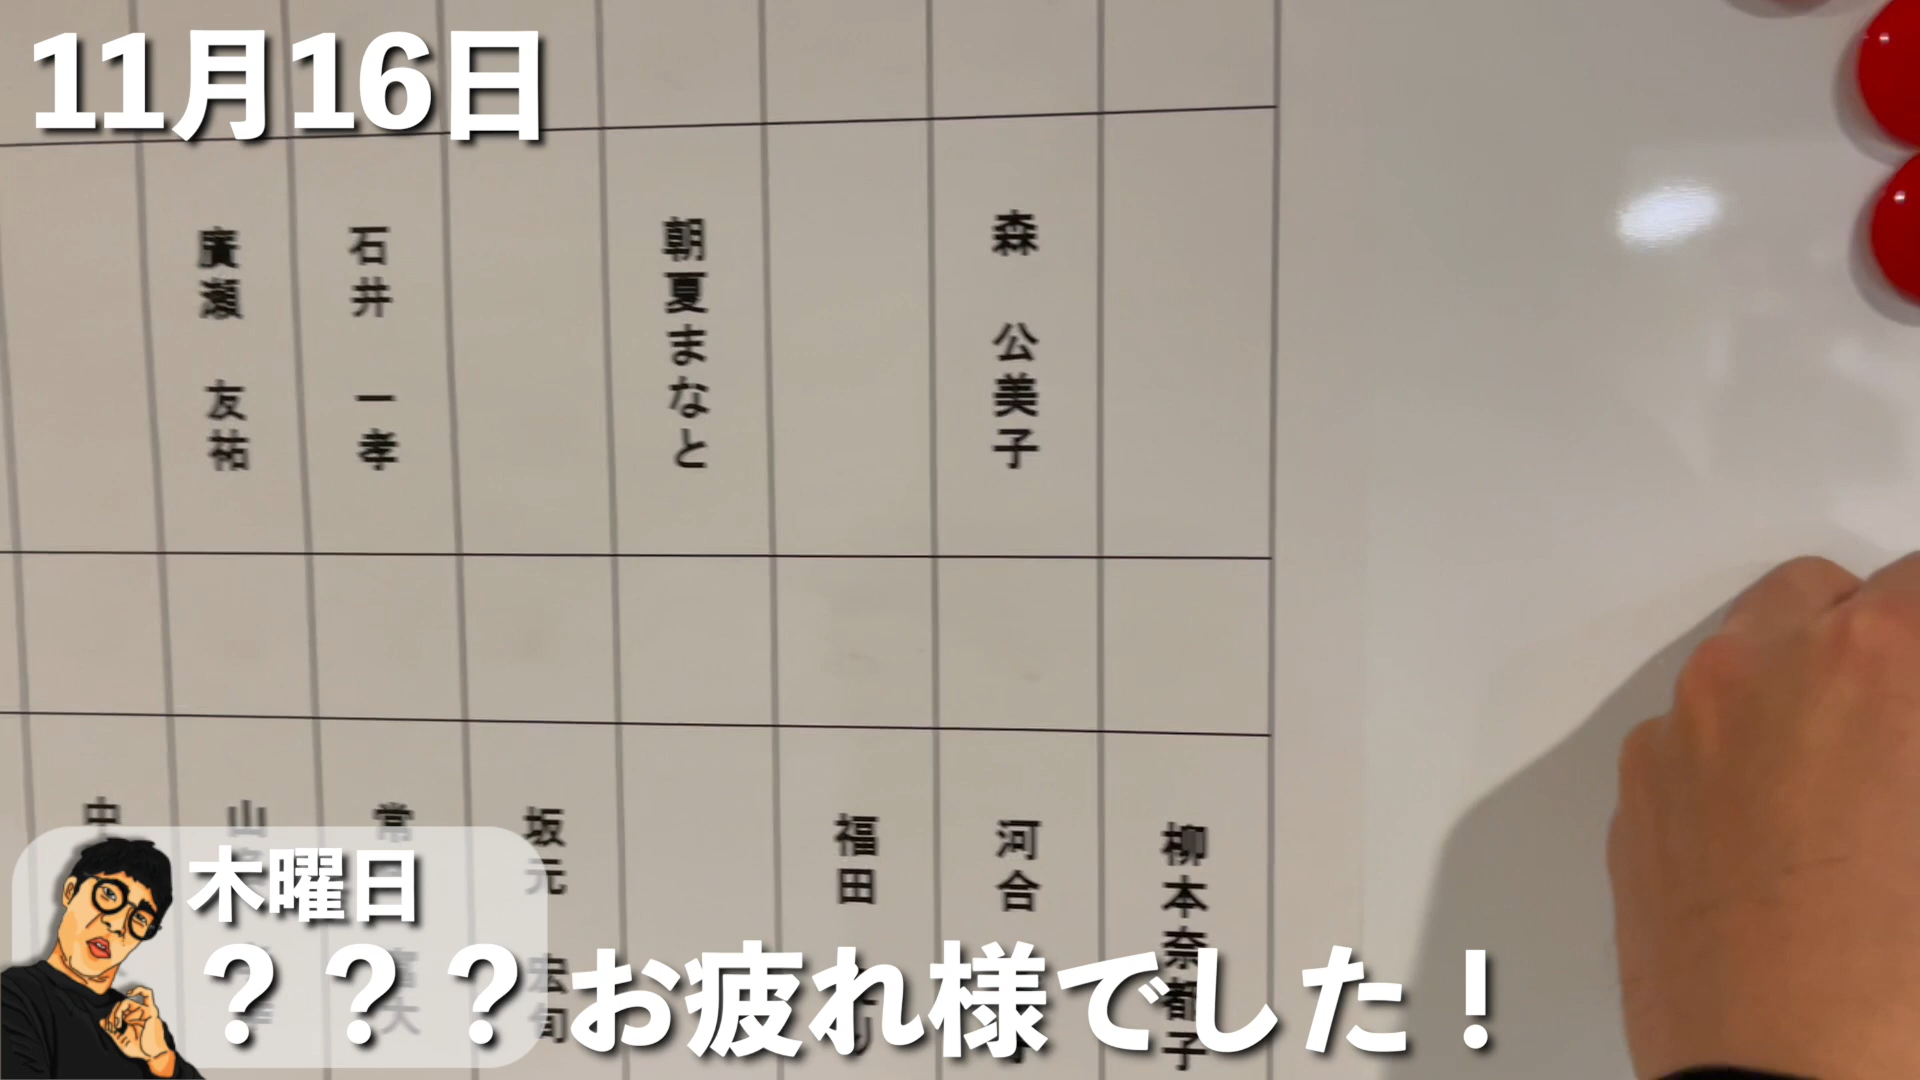 11月16日
森 公美子
朝夏まなと
石井 一孝
廣瀬 友祐
柳本奈都子
河合
福田
坂元 宏旬
木曜日
？？？お疲れ様でした！